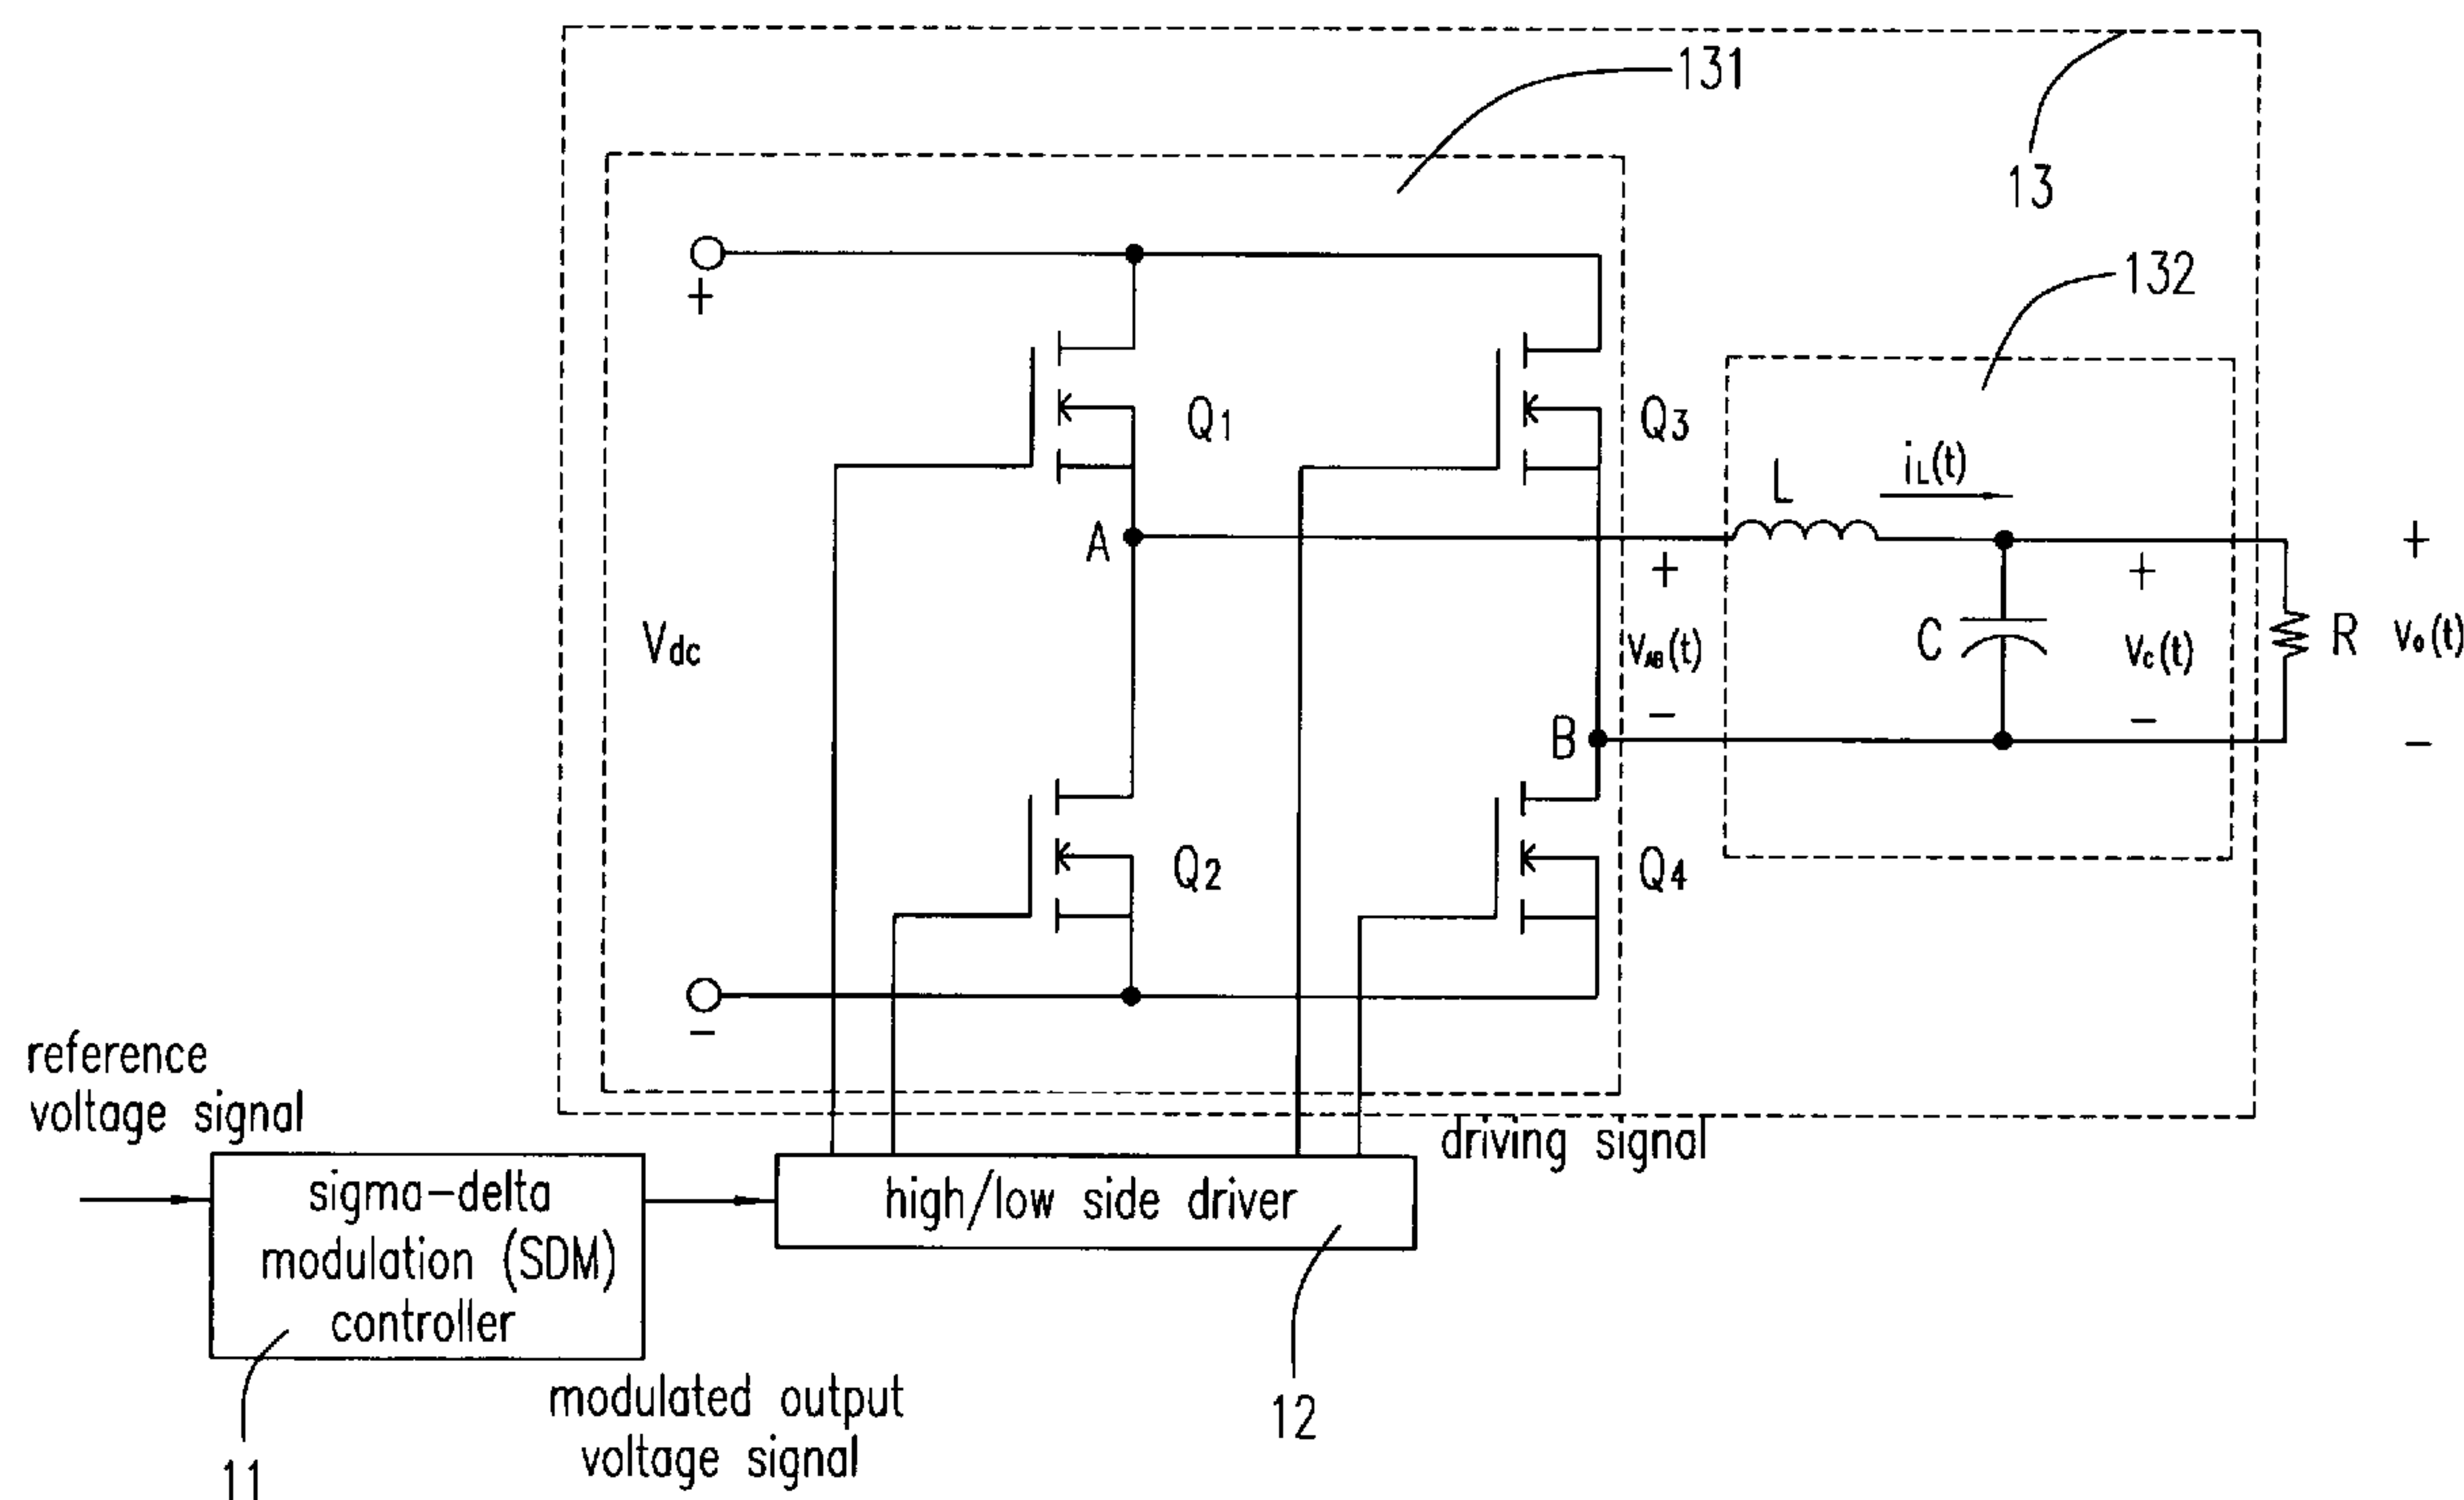 131
13
132
+
Q1
Q3
L
iL(t)
A
+
+
+
Vdc
VAB(t)
C
Vc(t)
R
Vo(t)
−
−
−
B
Q2
Q4
−
reference
voltage signal
driving signal
sigma-delta
modulation (SDM)
controller
high/low side driver
modulated output
voltage signal
12
11